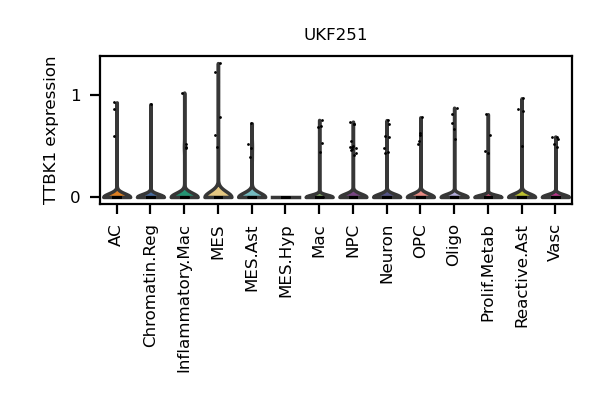 UKF251
TTBK1 expression
1
0
AC
Chromatin.Reg
Inflammatory.Mac
MES
MES.Ast
MES.Hyp
Mac
NPC
Neuron
OPC
Oligo
Prolif.Metab
Reactive.Ast
Vasc